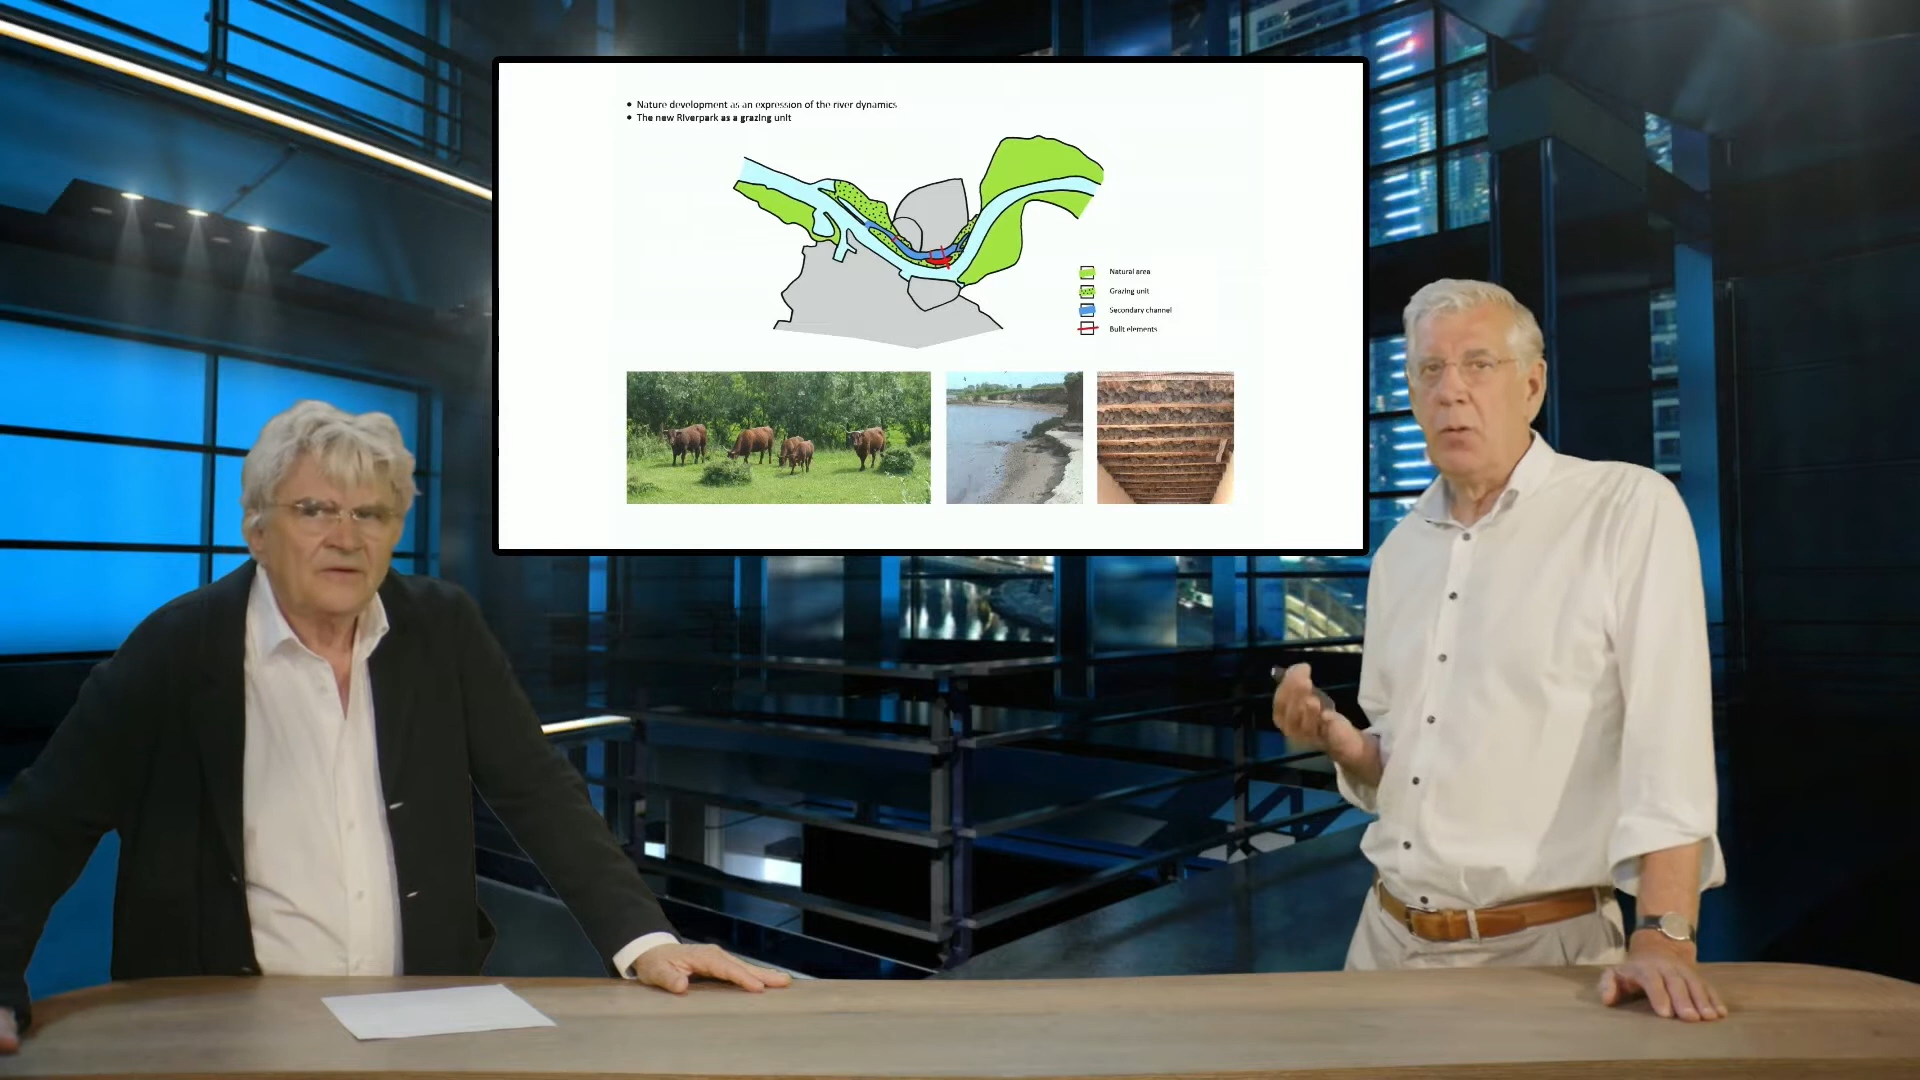 • Nature development as an expression of the river dynamics
• The new Riverpark as a grazing unit
Natural area
Grazing unit
Secondary channel
Built elements